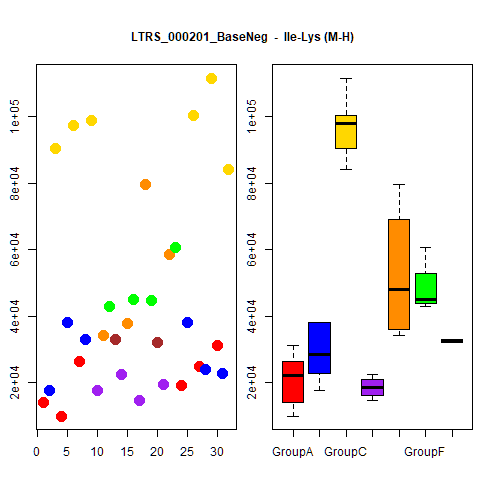 LTRS_000201_BaseNeg - Ile-Lys (M-H)
1e+05
8e+04
6e+04
4e+04
2e+04
0 5 10 15 20 25 30
1e+05
8e+04
6e+04
4e+04
2e+04
GroupA GroupC GroupF